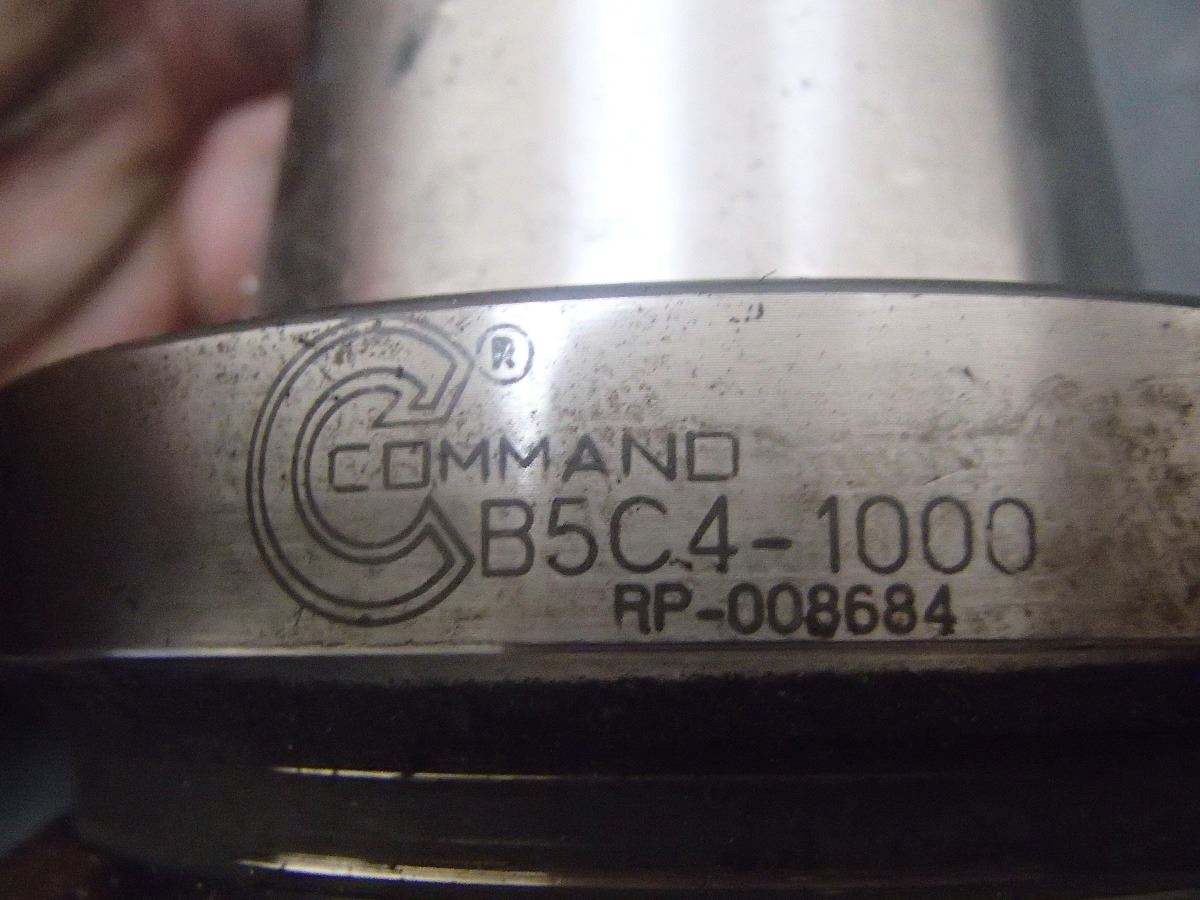 ®
COMMAND
B5C4-1000
RP-008684